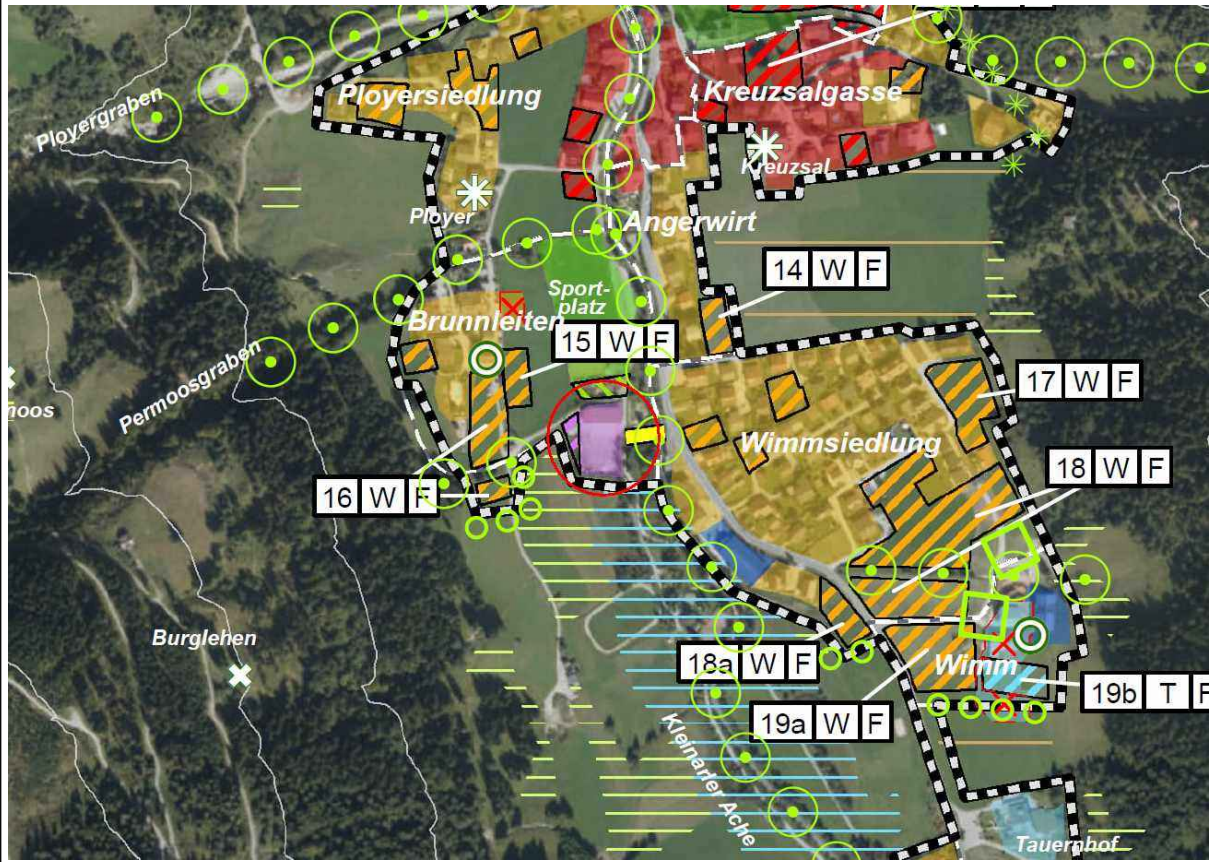 Ployersiedlung
Kreuzsalgasse
Ployergraben
Kreuzsal
Ployer
Angerwirt
14 W F
Sport-
platz
Brunnleiten
15 W F
Permoosgraben
moos
17 W F
Wimmsiedlung
18 W F
16 W F
Burglehen
18a W F
Wimm
19b T F
19a W F
Kleinarler Ache
Tauernhof